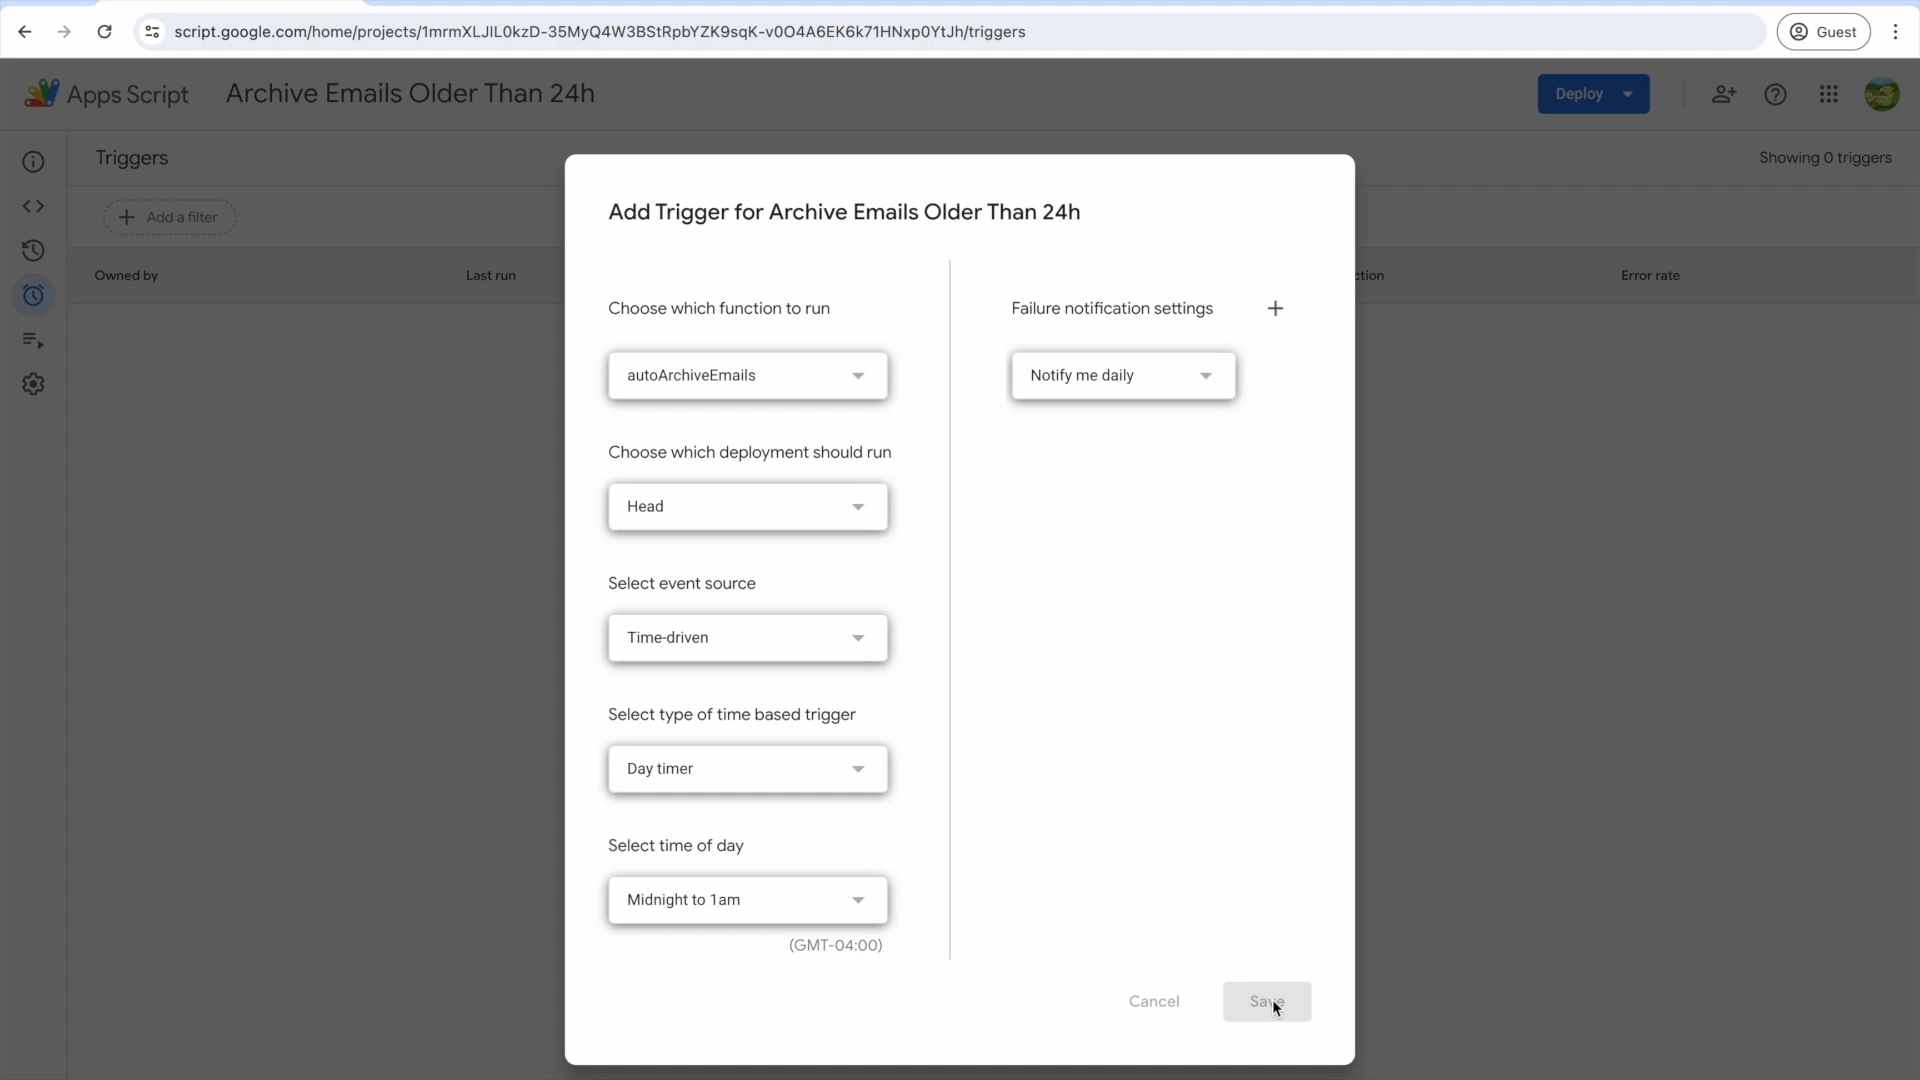 script.google.com/home/projects/1mrmXLJIL0kzD-35MyQ4W3BStRpbYZK9sqK-v0O4A6EK6k71HNxp0YtJh/triggers
Guest
Apps Script
Archive Emails Older Than 24h
Deploy
Triggers
Showing 0 triggers
Add a filter
Owned by
Last run
ction
Error rate
Add Trigger for Archive Emails Older Than 24h
Choose which function to run
autoArchiveEmails
Choose which deployment should run
Head
Select event source
Time-driven
Select type of time based trigger
Day timer
Select time of day
Midnight to 1am
(GMT-04:00)
Failure notification settings
Notify me daily
Cancel
Save